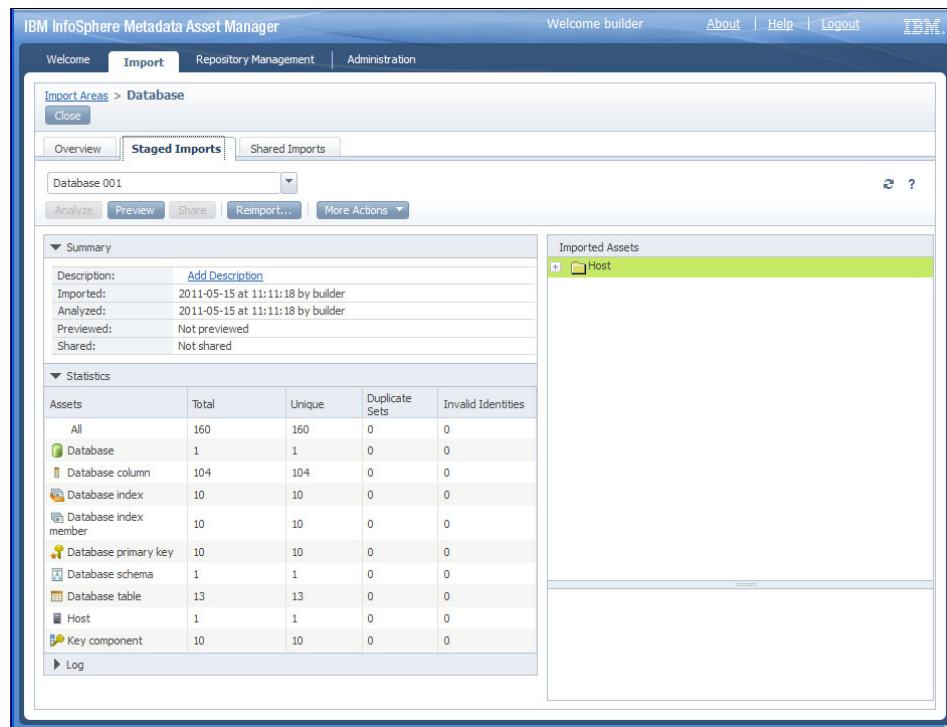 IBM InfoSphere Metadata Asset Manager Welcome builder About | Help | Logout IBM.
Welcome Import Repository Management | Administration
Import Areas > Database
Close
Overview Staged Imports Shared Imports
Database 001 ?
Analyze Preview Share Reimport... More Actions
Summary
Description: Add Description
Imported: 2011-05-15 at 11:11:18 by builder
Analyzed: 2011-05-15 at 11:11:18 by builder
Previewed: Not previewed
Shared: Not shared
Statistics
Assets Total Unique Duplicate Sets Invalid Identities
All 160 160 0 0
Database 1 1 0 0
Database column 104 104 0 0
Database index 10 10 0 0
Database index member 10 10 0 0
Database primary key 10 10 0 0
Database schema 1 1 0 0
Database table 13 13 0 0
Host 1 1 0 0
Key component 10 10 0 0
Log
Imported Assets
Host